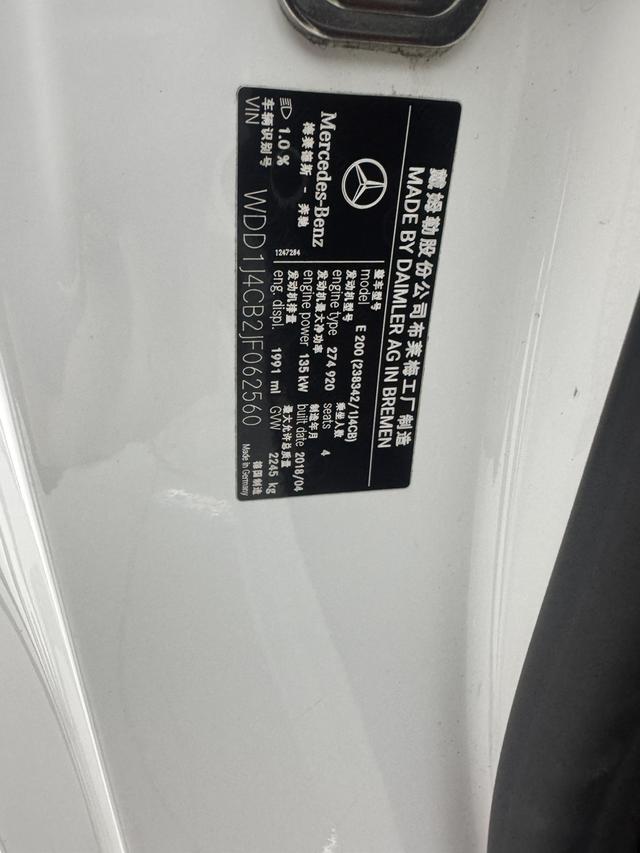 戴姆勒股份公司布莱梅工厂制造
MADE BY DAIMLER AG IN BREMEN
Mercedes-Benz
梅赛德斯 - 奔驰
1247284
整车型号
model E 200 (238342/1J4CB)
发动机型号 乘坐人数
engine type 274 920 seats 4
发动机最大净功率 制造年月
engine power 135 kW built date 2018/04
发动机排量 最大允许总质量
eng. displ. 1991 ml GVW 2245 kg
1.0 %
车辆识别号 德国制造
VIN WDD1J4CB2JF062560 Made in Germany